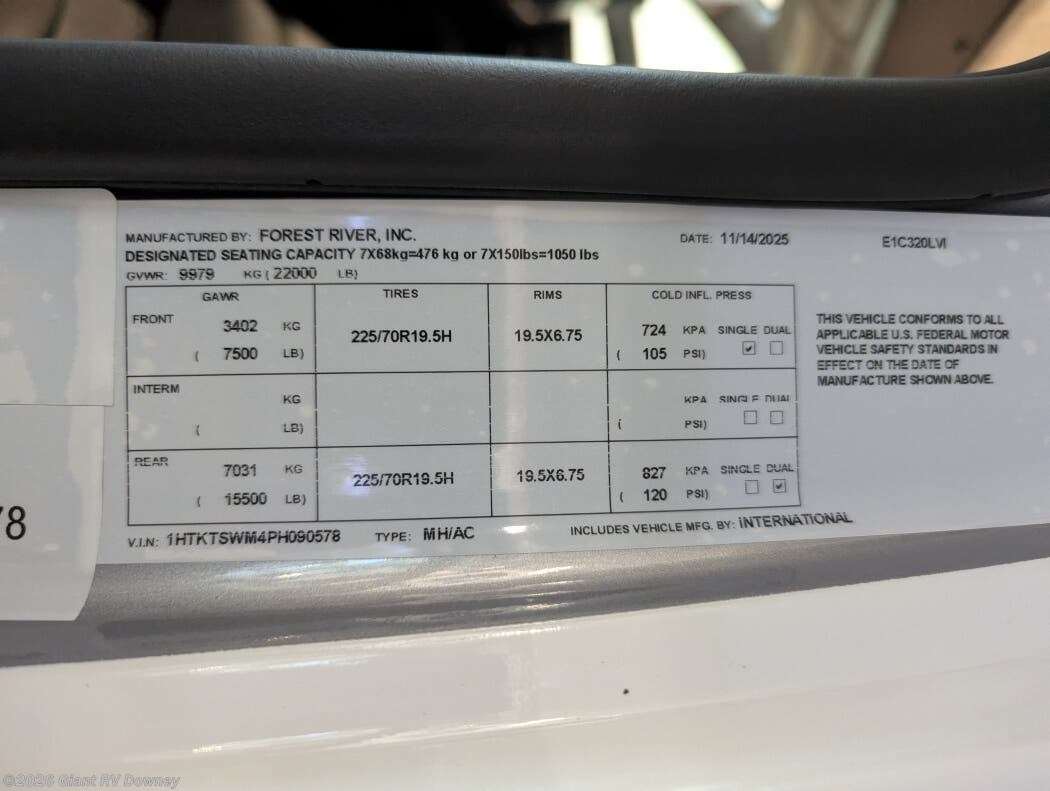 MANUFACTURED BY: FOREST RIVER, INC. DATE: 11/14/2025 E1C320LVI
DESIGNATED SEATING CAPACITY 7X68kg=476 kg or 7X150lbs=1050 lbs
GVWR: 9979 KG ( 22000 LB)
GAWR TIRES RIMS COLD INFL. PRESS
FRONT 3402 KG 225/70R19.5H 19.5X6.75 724 KPA SINGLE DUAL
( 7500 LB) ( 105 PSI)
INTERM KG KPA SINGLE DUAL
( LB) ( PSI)
REAR 7031 KG 225/70R19.5H 19.5X6.75 827 KPA SINGLE DUAL
( 15500 LB) ( 120 PSI)
THIS VEHICLE CONFORMS TO ALL
APPLICABLE U.S. FEDERAL MOTOR
VEHICLE SAFETY STANDARDS IN
EFFECT ON THE DATE OF
MANUFACTURE SHOWN ABOVE.
V.I.N: 1HTKTSWM4PH090578 TYPE: MH/AC INCLUDES VEHICLE MFG. BY: INTERNATIONAL
78
©2026 Giant RV Downey